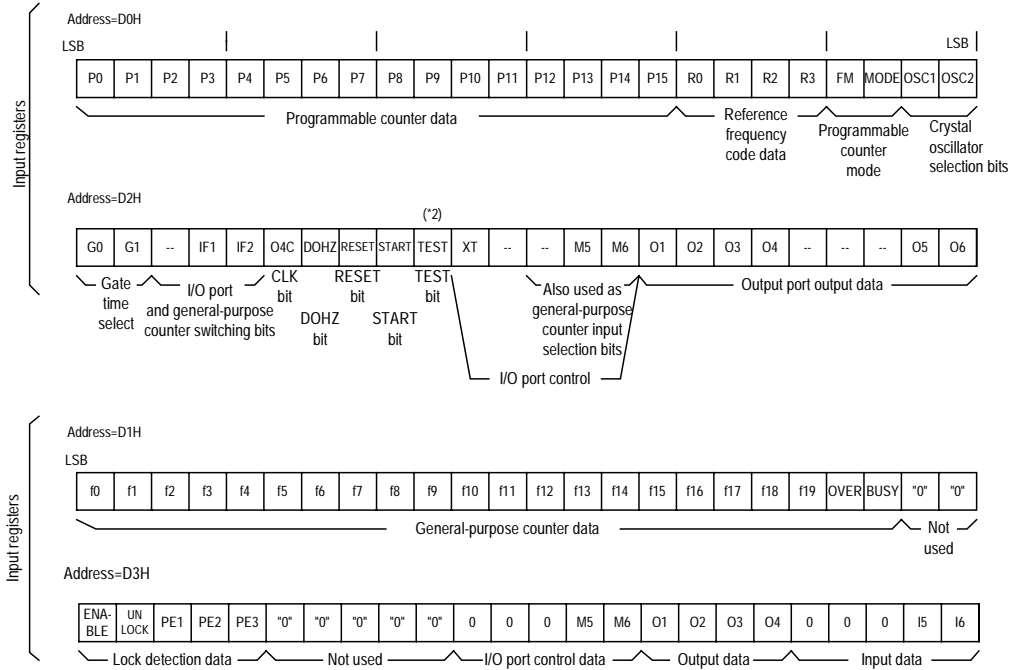 Address=D0H
LSB LSB
P0 P1 P2 P3 P4 P5 P6 P7 P8 P9 P10 P11 P12 P13 P14 P15 R0 R1 R2 R3 FM MODE OSC1 OSC2
Programmable counter data
Reference
frequency
code data
Programmable
counter
mode
Crystal
oscillator
selection bits
Input registers
Address=D2H
(*2)
G0 G1 -- IF1 IF2 O4C DOHZ RESET START TEST XT -- -- M5 M6 O1 O2 O3 O4 -- -- -- O5 O6
Gate
time
select
I/O port
and general-purpose
counter switching bits
CLK
bit
DOHZ
bit
RESET
bit
START
bit
TEST
bit
Also used as
general-purpose
counter input
selection bits
Output port output data
I/O port control
Address=D1H
LSB
f0 f1 f2 f3 f4 f5 f6 f7 f8 f9 f10 f11 f12 f13 f14 f15 f16 f17 f18 f19 OVER BUSY "0" "0"
General-purpose counter data
Not
used
Input registers
Address=D3H
ENA-
BLE
UN
LOCK
PE1 PE2 PE3 "0" "0" "0" "0" "0" 0 0 0 M5 M6 O1 O2 O3 O4 0 0 0 I5 I6
Lock detection data Not used I/O port control data Output data Input data